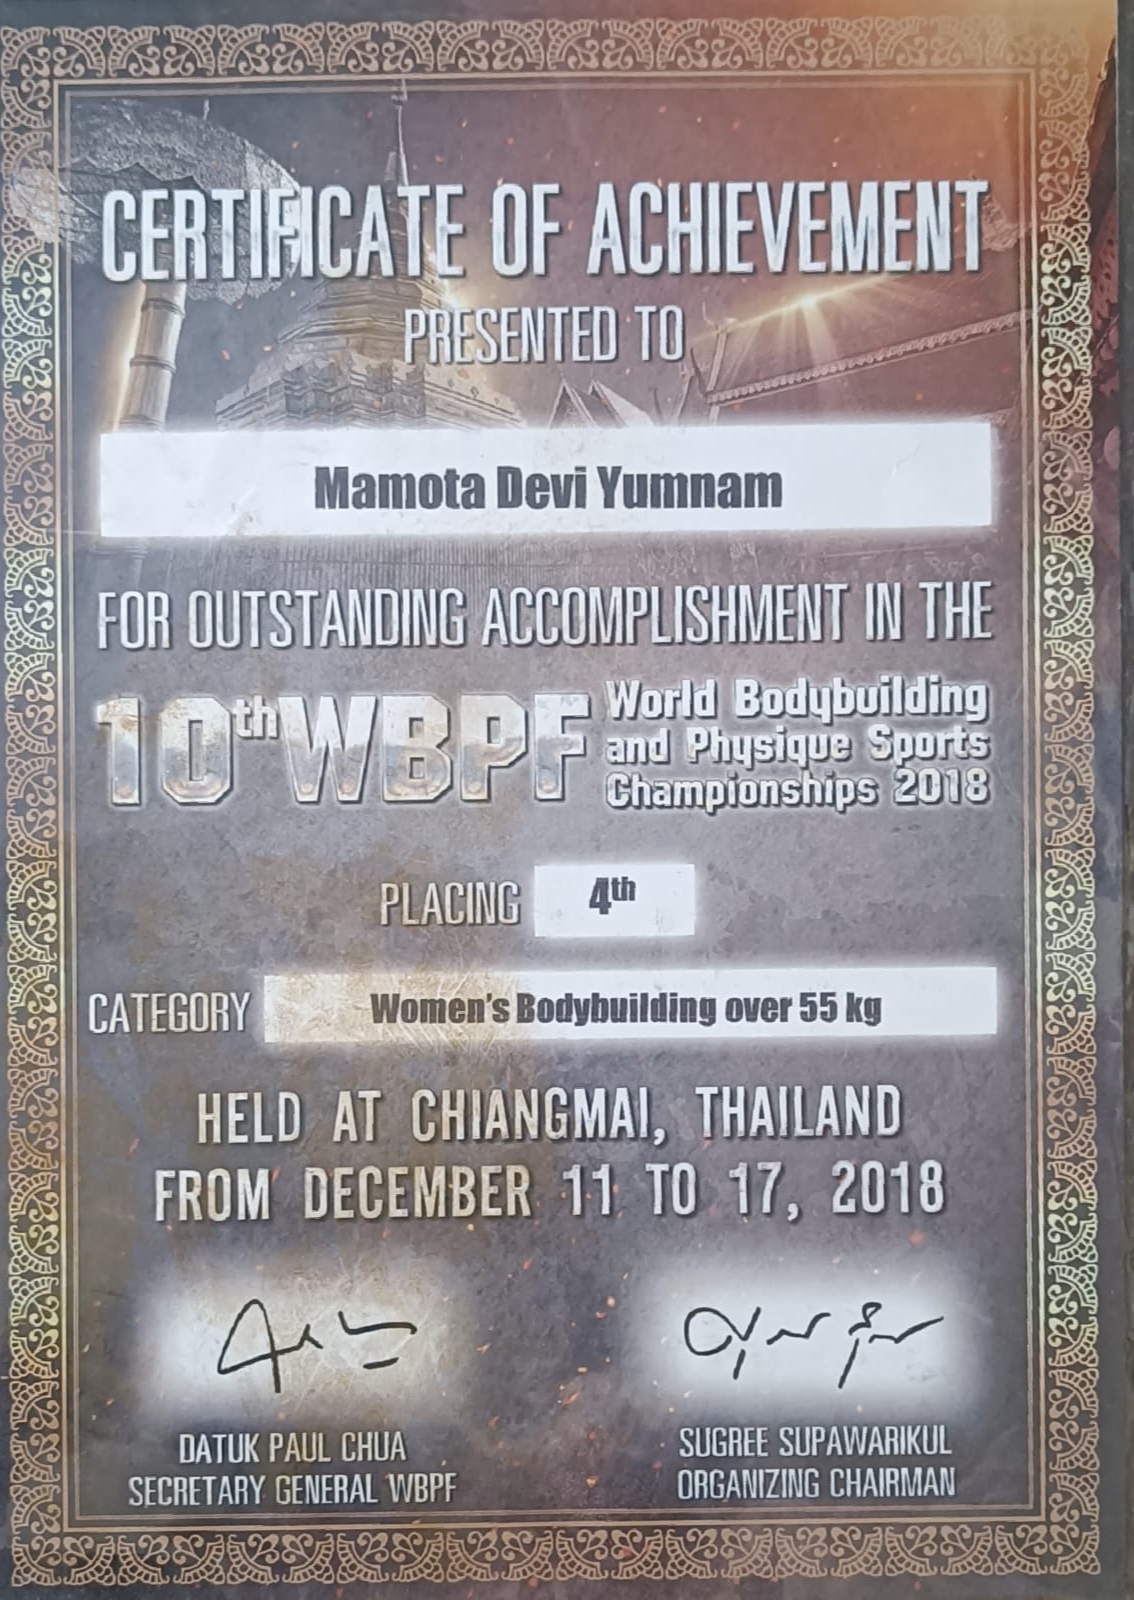 CERTIFICATE OF ACHIEVEMENT
PRESENTED TO
Mamota Devi Yumnam
FOR OUTSTANDING ACCOMPLISHMENT IN THE
10th WBPF World Bodybuilding
and Physique Sports
Championships 2018
PLACING 4th
CATEGORY Women's Bodybuilding over 55 kg
HELD AT CHIANGMAI, THAILAND
FROM DECEMBER 11 TO 17, 2018
DATUK PAUL CHUA
SECRETARY GENERAL WBPF
SUGREE SUPAWARIKUL
ORGANIZING CHAIRMAN